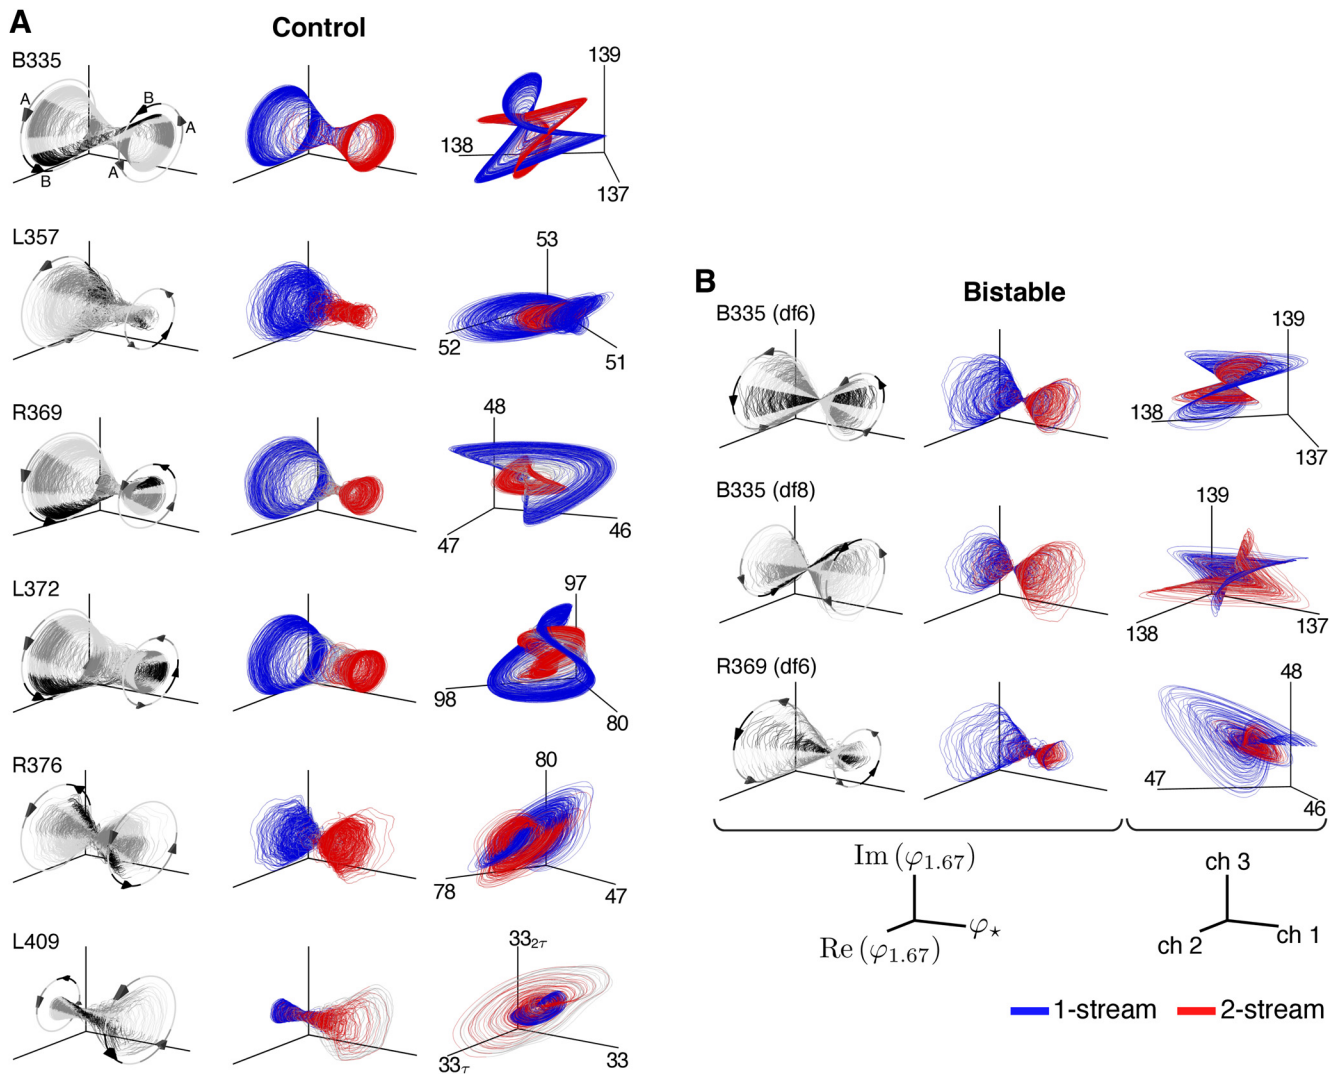 A
Control
B335
A
B
A
B
A
139
138
137
L357
53
52
51
R369
48
47
46
L372
97
98
80
R376
80
78
47
L409
33₂τ
33τ
33
B
Bistable
B335 (df6)
139
138
137
B335 (df8)
139
138
137
R369 (df6)
48
47
46
Im (φ₁.₆₇)
Re (φ₁.₆₇)
φ⋆
ch 3
ch 2
ch 1
1-stream
2-stream